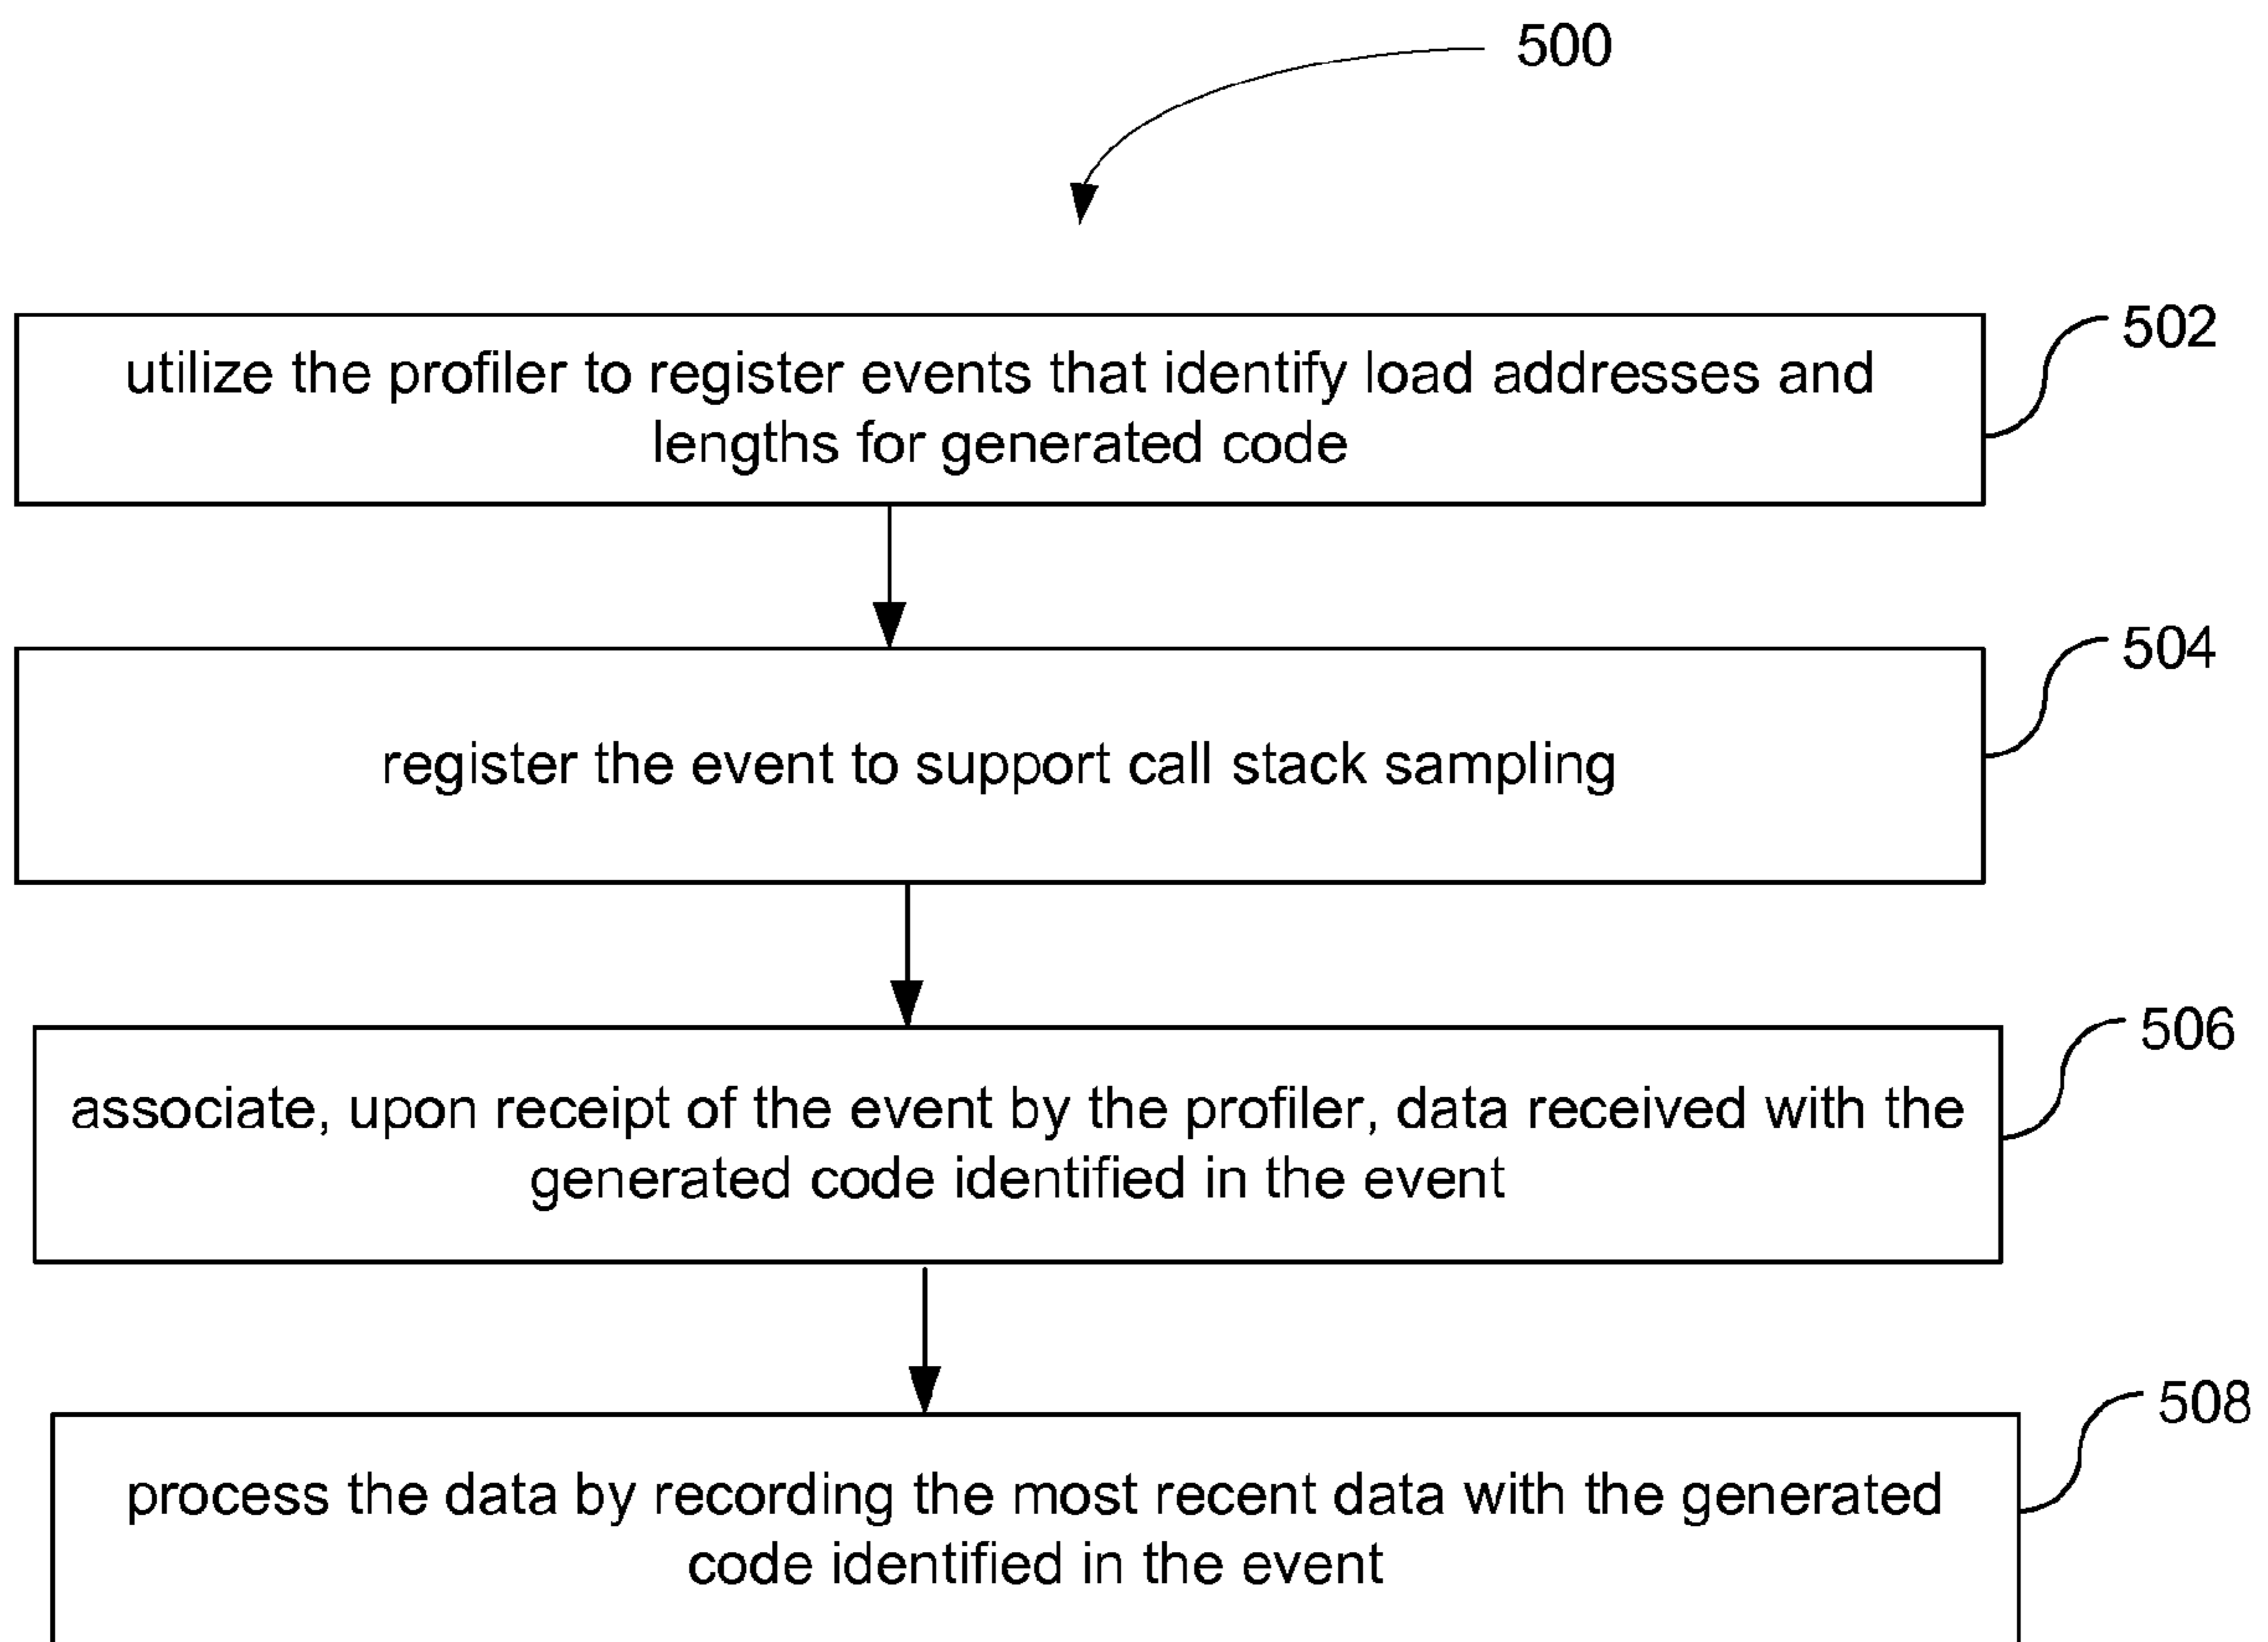 500
utilize the profiler to register events that identify load addresses and
lengths for generated code
502
register the event to support call stack sampling
504
associate, upon receipt of the event by the profiler, data received with the
generated code identified in the event
506
process the data by recording the most recent data with the generated
code identified in the event
508